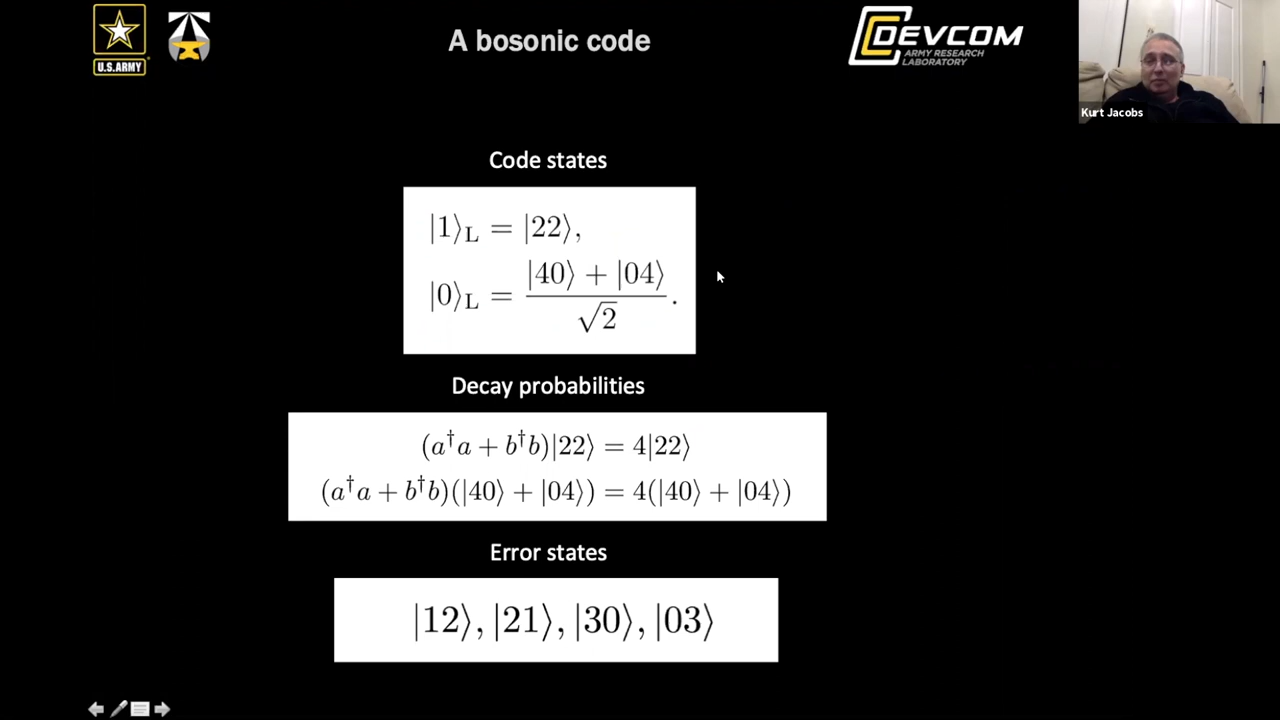 U.S.ARMY
A bosonic code
DEVCOM
ARMY RESEARCH
LABORATORY
Kurt Jacobs
Code states
|1⟩_L = |22⟩,
|0⟩_L = (|40⟩ + |04⟩)/√2.
Decay probabilities
(a†a + b†b)|22⟩ = 4|22⟩
(a†a + b†b)(|40⟩ + |04⟩) = 4(|40⟩ + |04⟩)
Error states
|12⟩, |21⟩, |30⟩, |03⟩